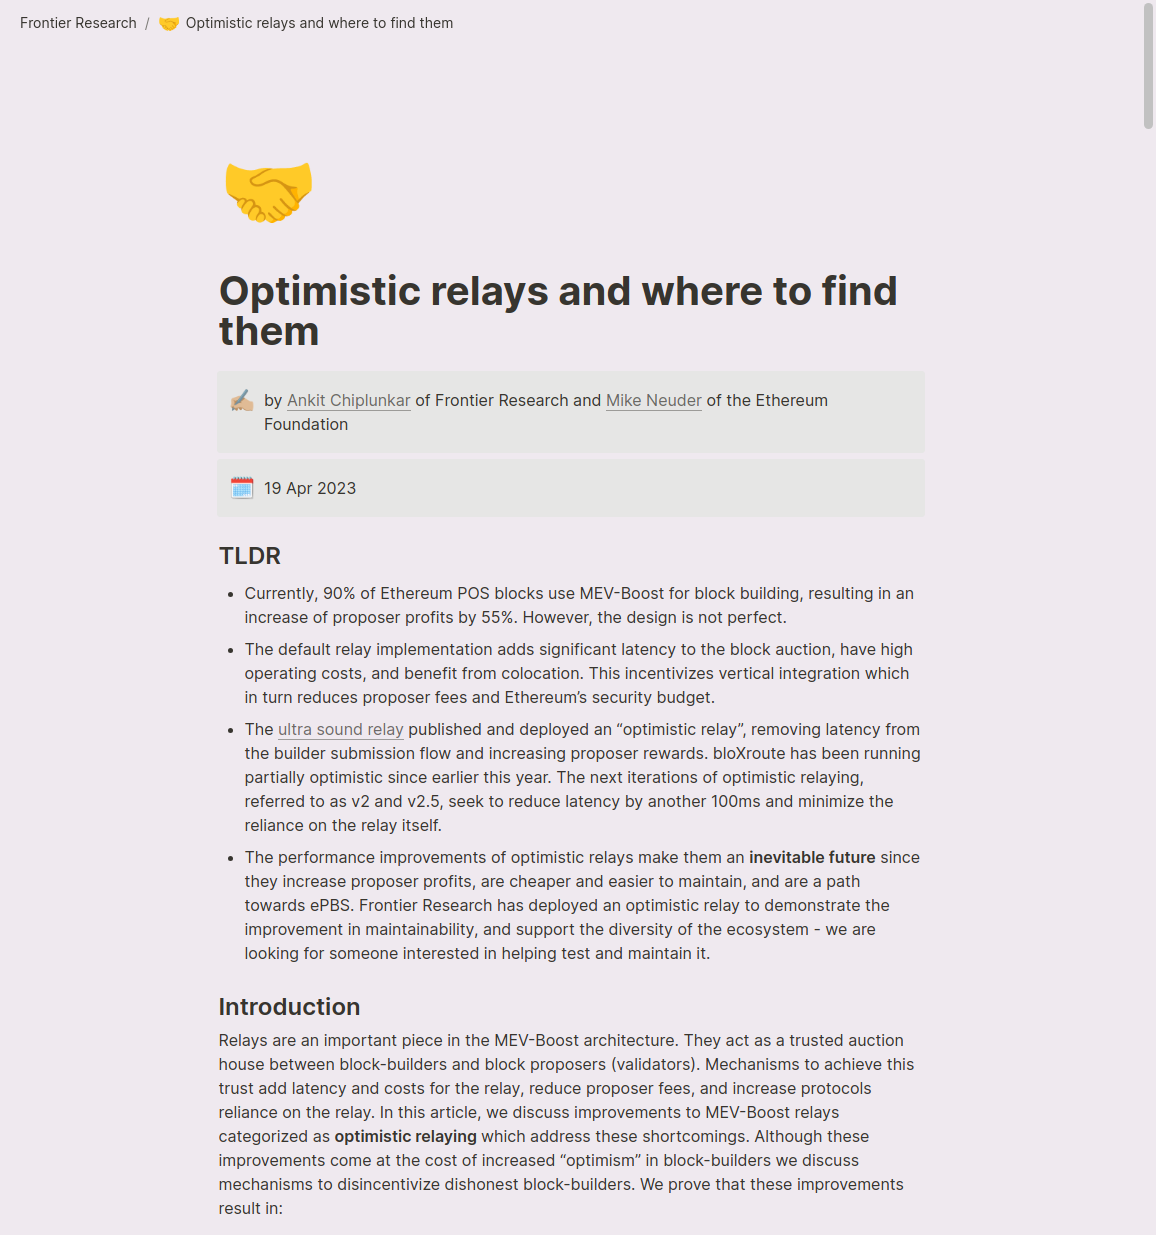 Frontier Research / 🤝 Optimistic relays and where to find them
Optimistic relays and where to find
them
by Ankit Chiplunkar of Frontier Research and Mike Neuder of the Ethereum
Foundation
19 Apr 2023
TLDR
• Currently, 90% of Ethereum POS blocks use MEV-Boost for block building, resulting in an
increase of proposer profits by 55%. However, the design is not perfect.
• The default relay implementation adds significant latency to the block auction, have high
operating costs, and benefit from colocation. This incentivizes vertical integration which
in turn reduces proposer fees and Ethereum’s security budget.
• The ultra sound relay published and deployed an “optimistic relay”, removing latency from
the builder submission flow and increasing proposer rewards. bloXroute has been running
partially optimistic since earlier this year. The next iterations of optimistic relaying,
referred to as v2 and v2.5, seek to reduce latency by another 100ms and minimize the
reliance on the relay itself.
• The performance improvements of optimistic relays make them an inevitable future since
they increase proposer profits, are cheaper and easier to maintain, and are a path
towards ePBS. Frontier Research has deployed an optimistic relay to demonstrate the
improvement in maintainability, and support the diversity of the ecosystem - we are
looking for someone interested in helping test and maintain it.
Introduction
Relays are an important piece in the MEV-Boost architecture. They act as a trusted auction
house between block-builders and block proposers (validators). Mechanisms to achieve this
trust add latency and costs for the relay, reduce proposer fees, and increase protocols
reliance on the relay. In this article, we discuss improvements to MEV-Boost relays
categorized as optimistic relaying which address these shortcomings. Although these
improvements come at the cost of increased “optimism” in block-builders we discuss
mechanisms to disincentivize dishonest block-builders. We prove that these improvements
result in: